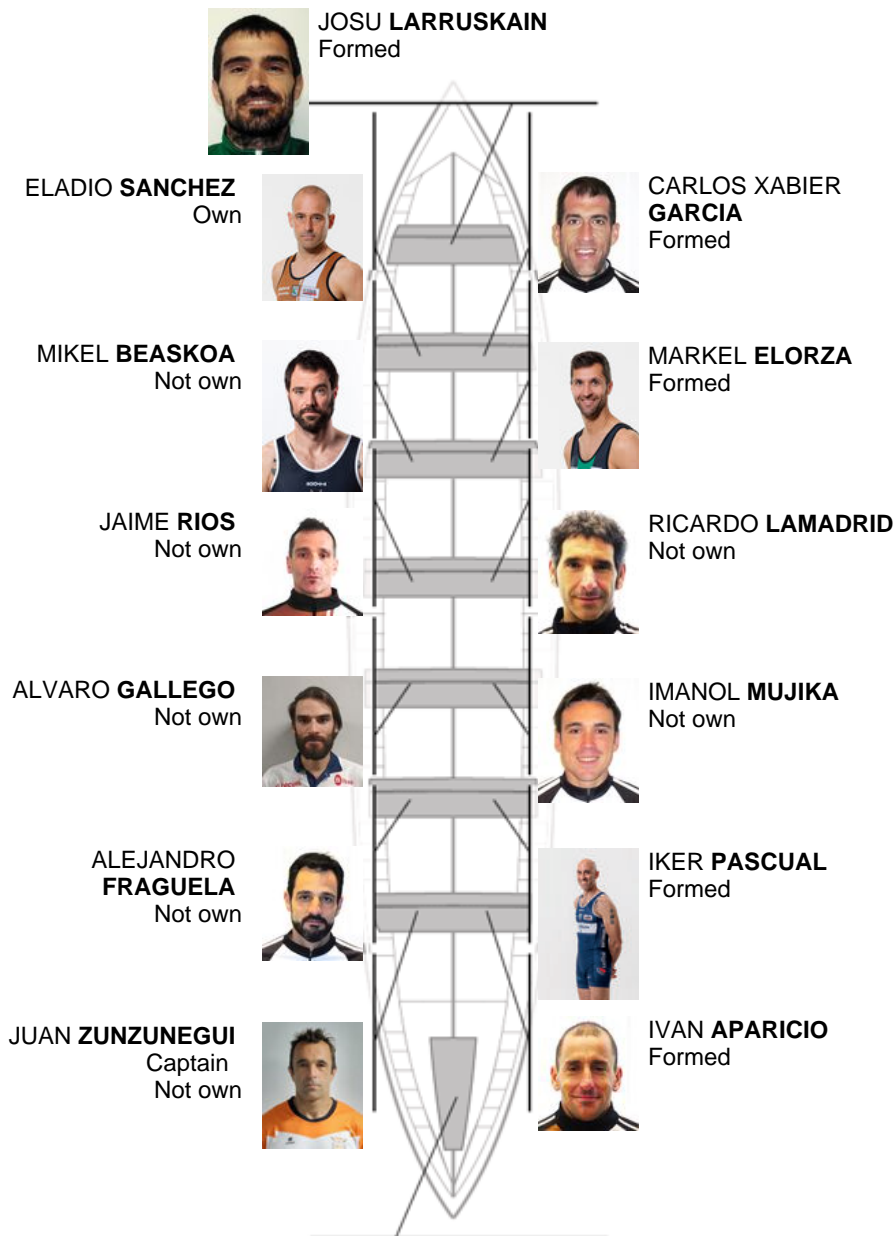 JOSU LARRUSKAIN
Formed
ELADIO SANCHEZ
Own
CARLOS XABIER
GARCIA
Formed
MIKEL BEASKOA
Not own
MARKEL ELORZA
Formed
JAIME RIOS
Not own
RICARDO LAMADRID
Not own
ALVARO GALLEGO
Not own
IMANOL MUJIKA
Not own
ALEJANDRO
FRAGUELA
Not own
IKER PASCUAL
Formed
JUAN ZUNZUNEGUI
Captain
Not own
IVAN APARICIO
Formed